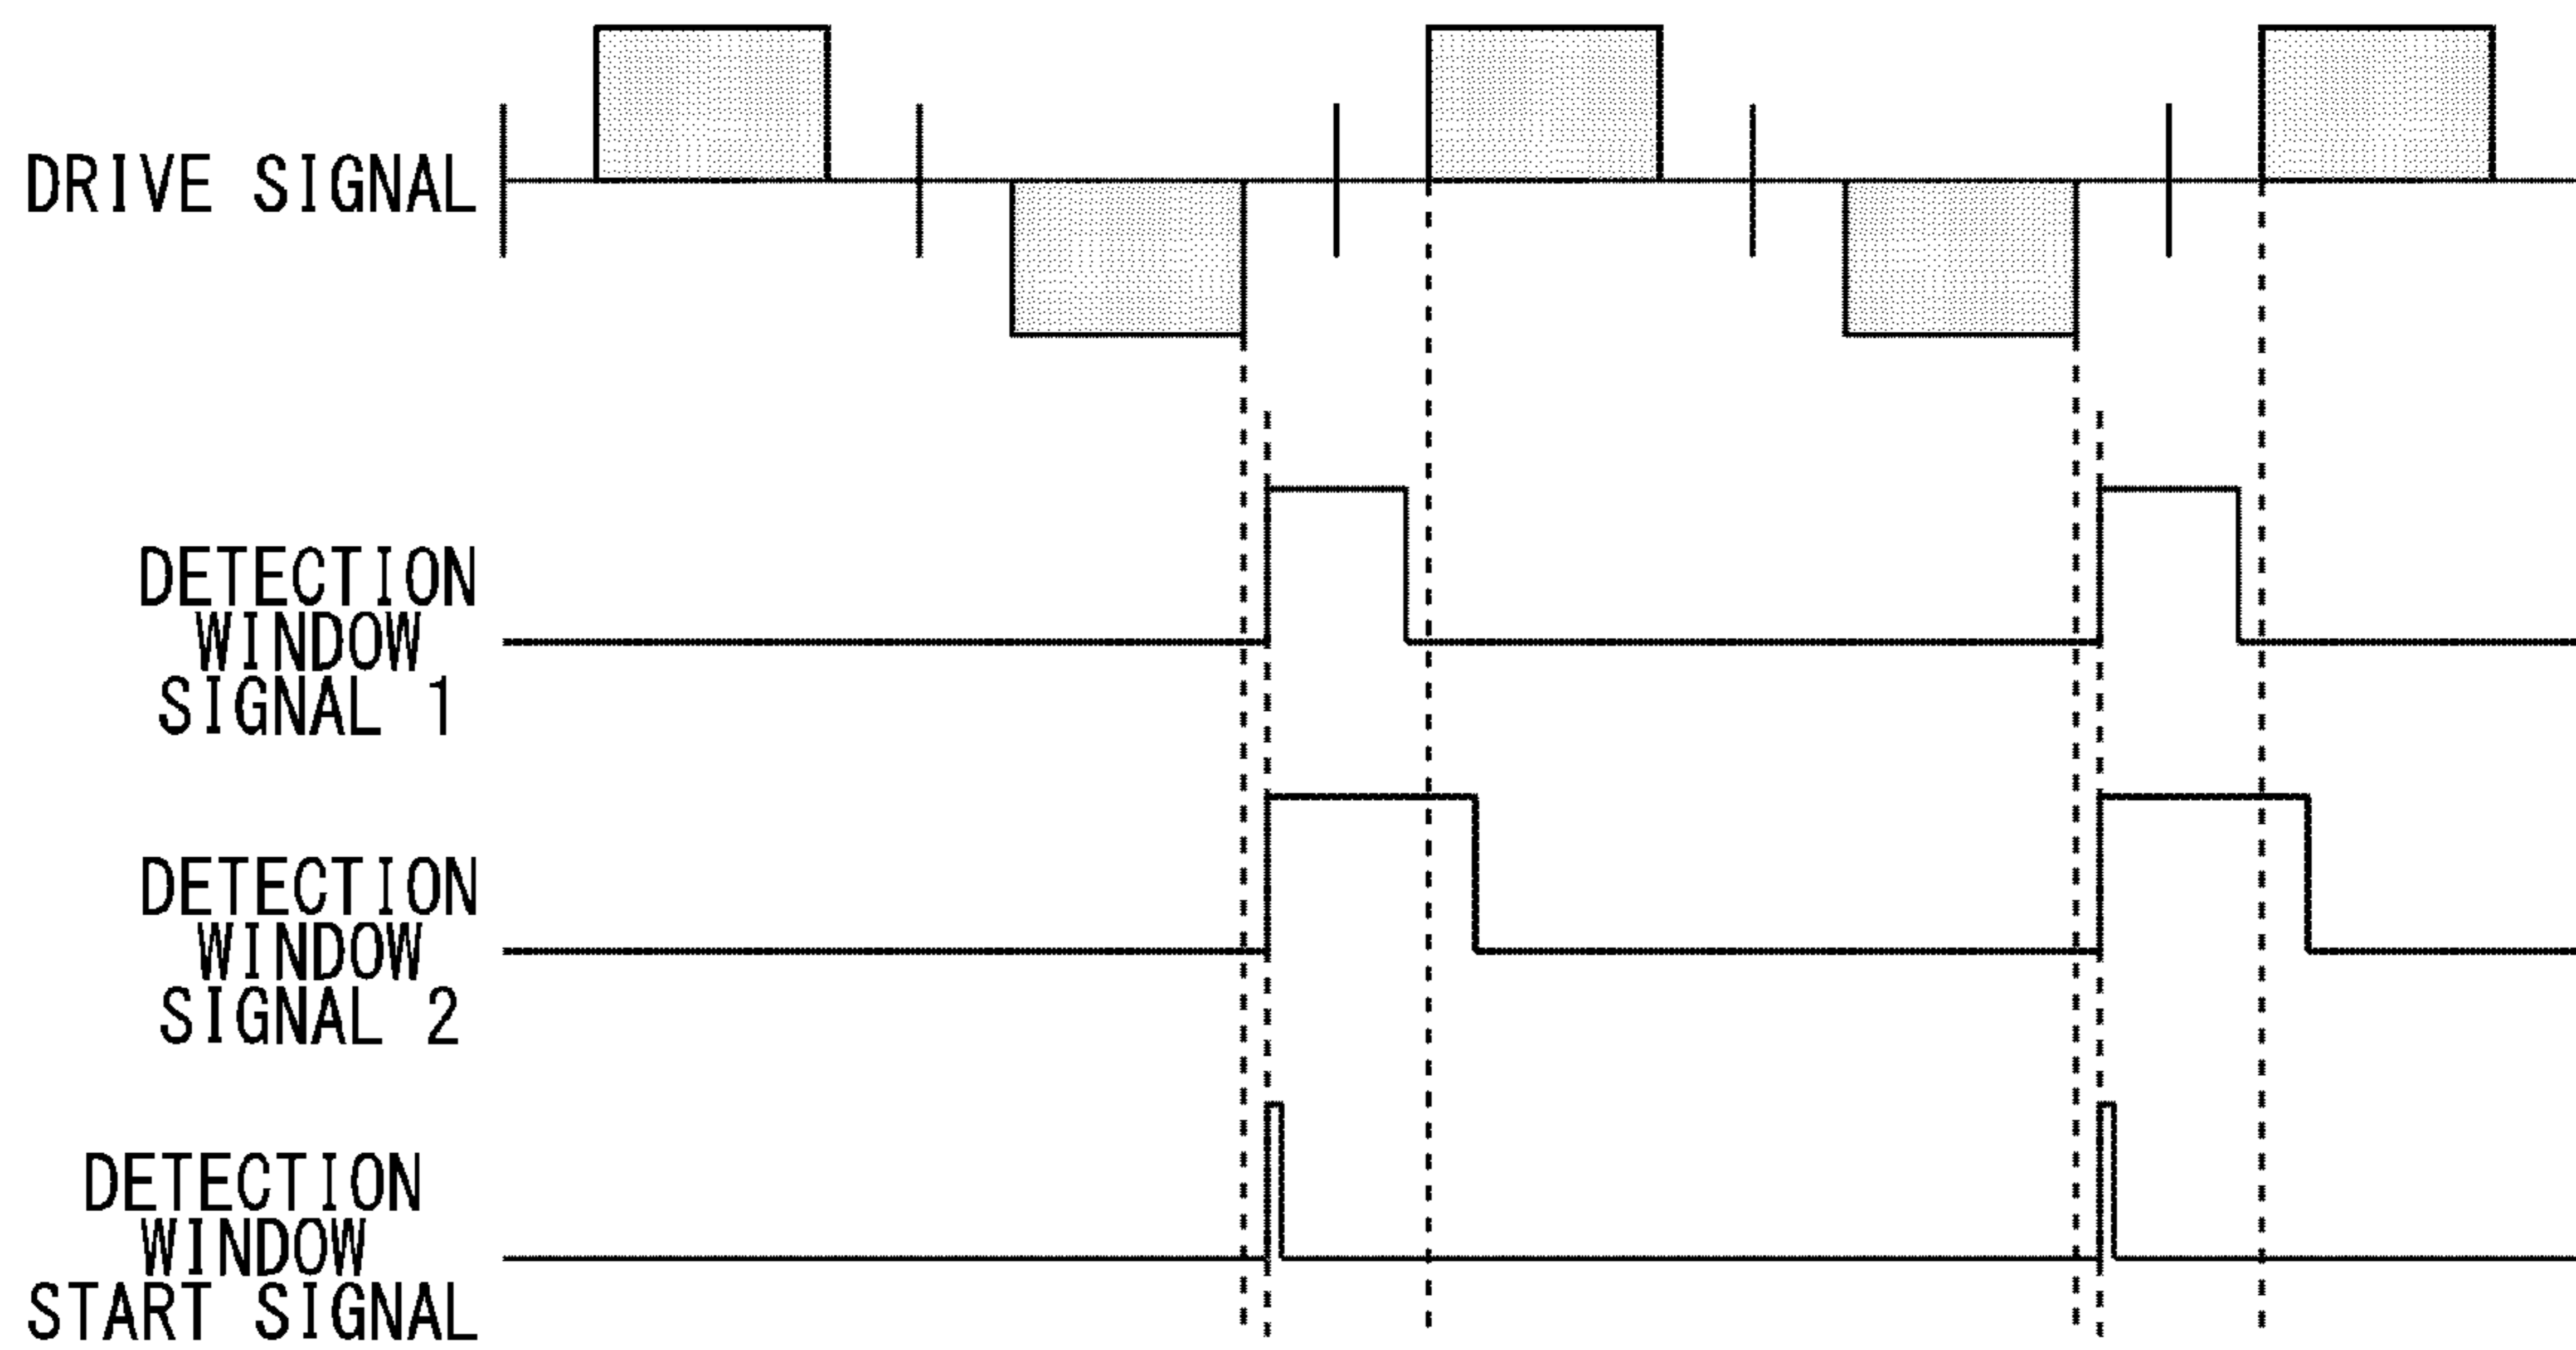 DRIVE SIGNAL
DETECTION
WINDOW
SIGNAL 1
DETECTION
WINDOW
SIGNAL 2
DETECTION
WINDOW
START SIGNAL